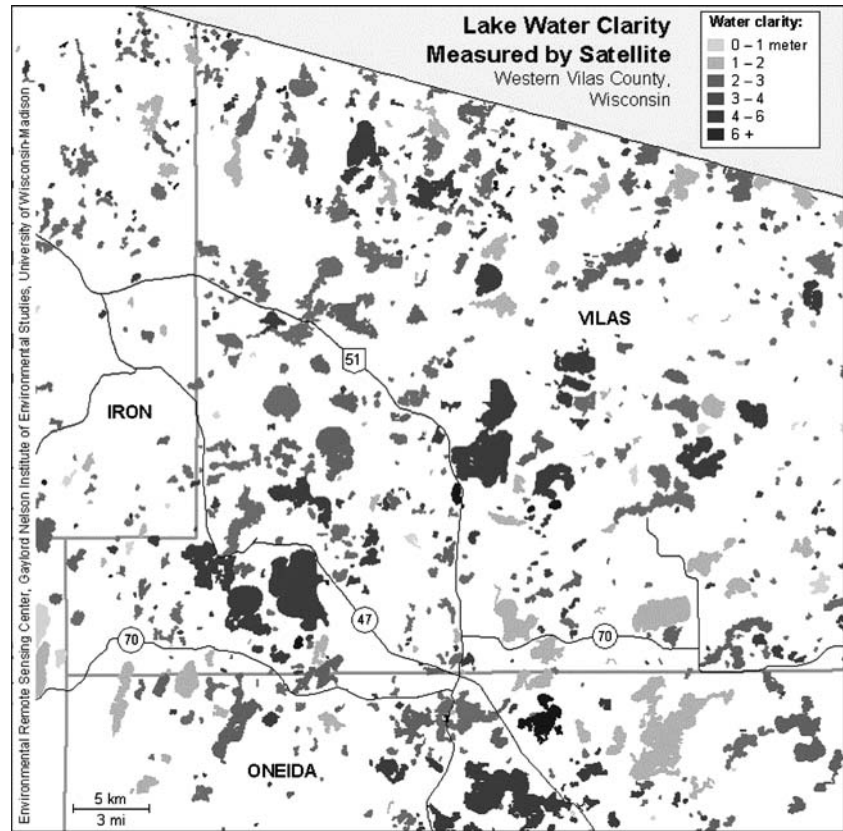 Lake Water Clarity
Measured by Satellite
Western Vilas County,
Wisconsin
Water clarity:
0 – 1 meter
1 – 2
2 – 3
3 – 4
4 – 6
6 +
Environmental Remote Sensing Center, Gaylord Nelson Institute of Environmental Studies, University of Wisconsin-Madison
VILAS
51
IRON
47
70
70
ONEIDA
5 km
3 mi